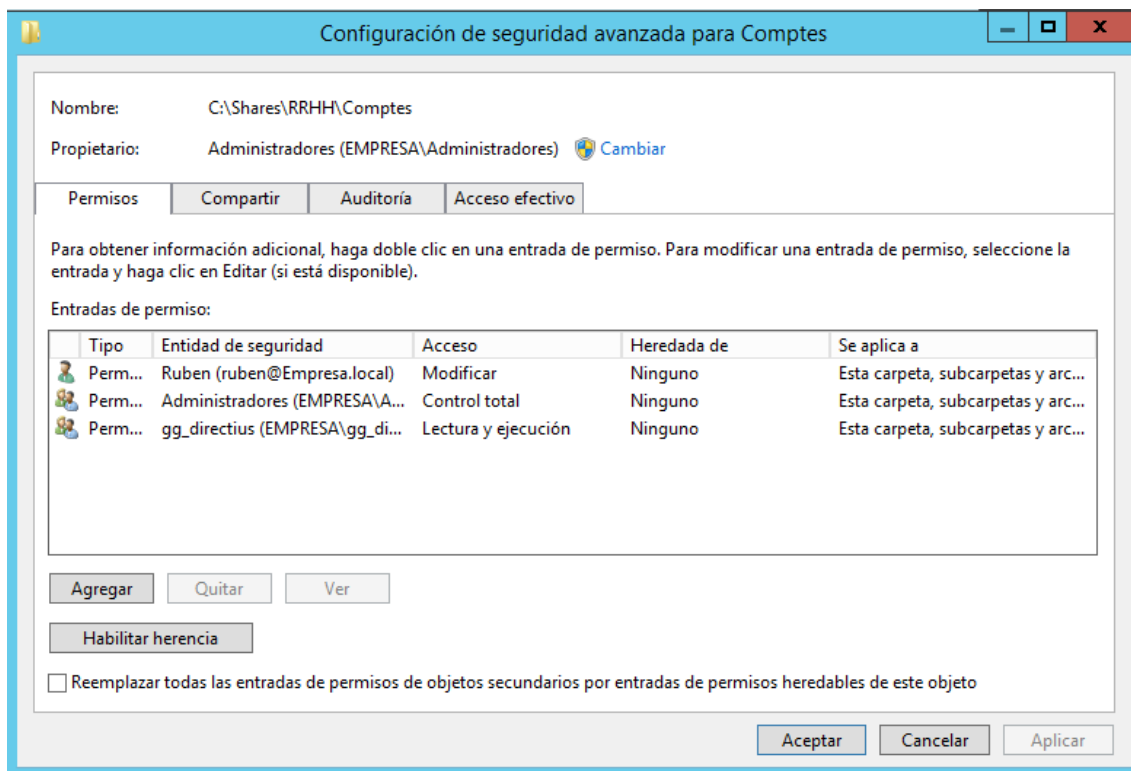 Configuración de seguridad avanzada para Comptes
Nombre: C:\Shares\RRHH\Comptes
Propietario: Administradores (EMPRESA\Administradores) Cambiar
Permisos Compartir Auditoría Acceso efectivo
Para obtener información adicional, haga doble clic en una entrada de permiso. Para modificar una entrada de permiso, seleccione la
entrada y haga clic en Editar (si está disponible).
Entradas de permiso:
Tipo Entidad de seguridad Acceso Heredada de Se aplica a
Perm... Ruben (ruben@Empresa.local) Modificar Ninguno Esta carpeta, subcarpetas y arc...
Perm... Administradores (EMPRESA\A... Control total Ninguno Esta carpeta, subcarpetas y arc...
Perm... gg_directius (EMPRESA\gg_di... Lectura y ejecución Ninguno Esta carpeta, subcarpetas y arc...
Agregar Quitar Ver
Habilitar herencia
Reemplazar todas las entradas de permisos de objetos secundarios por entradas de permisos heredables de este objeto
Aceptar Cancelar Aplicar